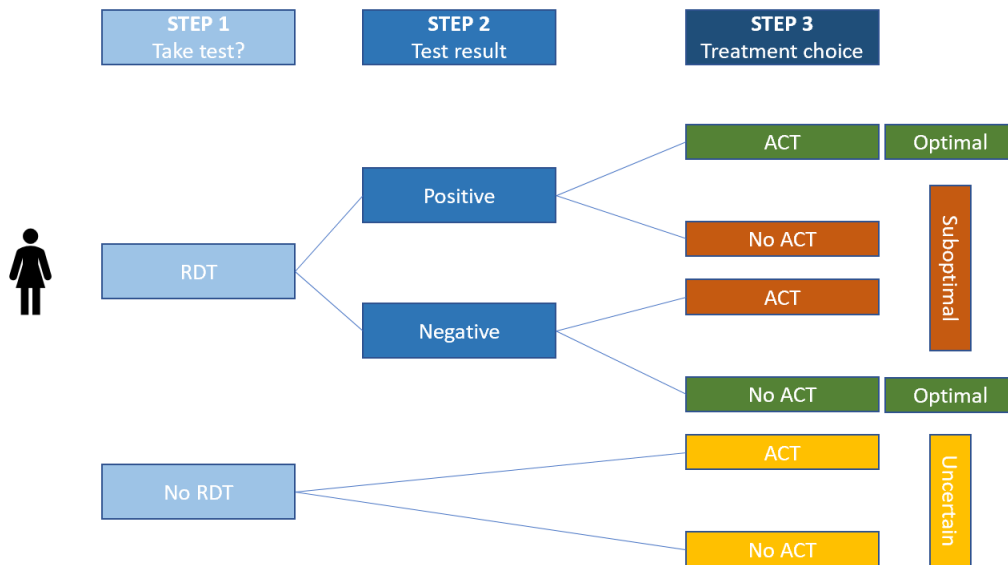 STEP 1
Take test?
STEP 2
Test result
STEP 3
Treatment choice
ACT
Optimal
Positive
Suboptimal
No ACT
RDT
ACT
Negative
No ACT
Optimal
ACT
Uncertain
No RDT
No ACT